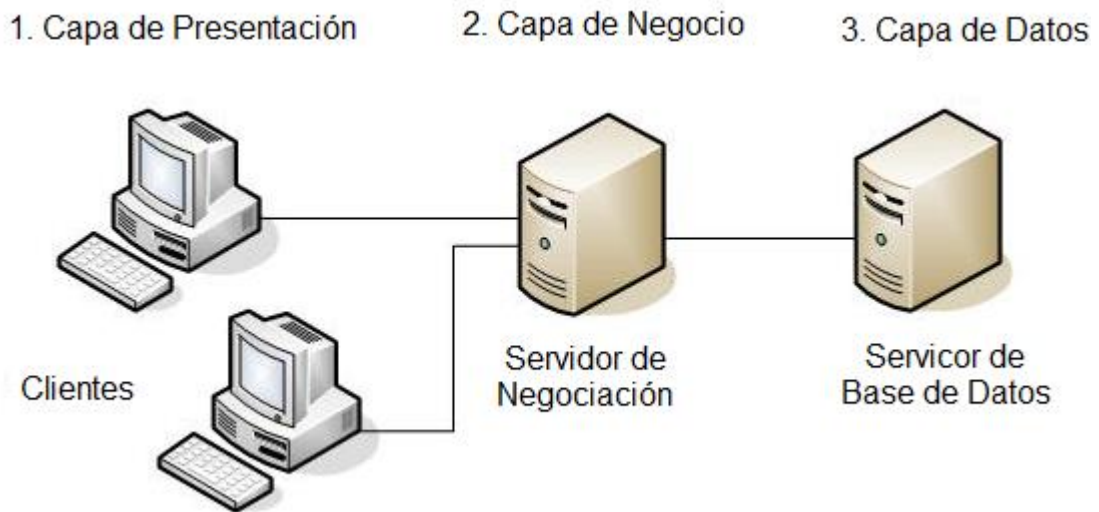 1. Capa de Presentación
2. Capa de Negocio
3. Capa de Datos
Clientes
Servidor de
Negociación
Servicor de
Base de Datos